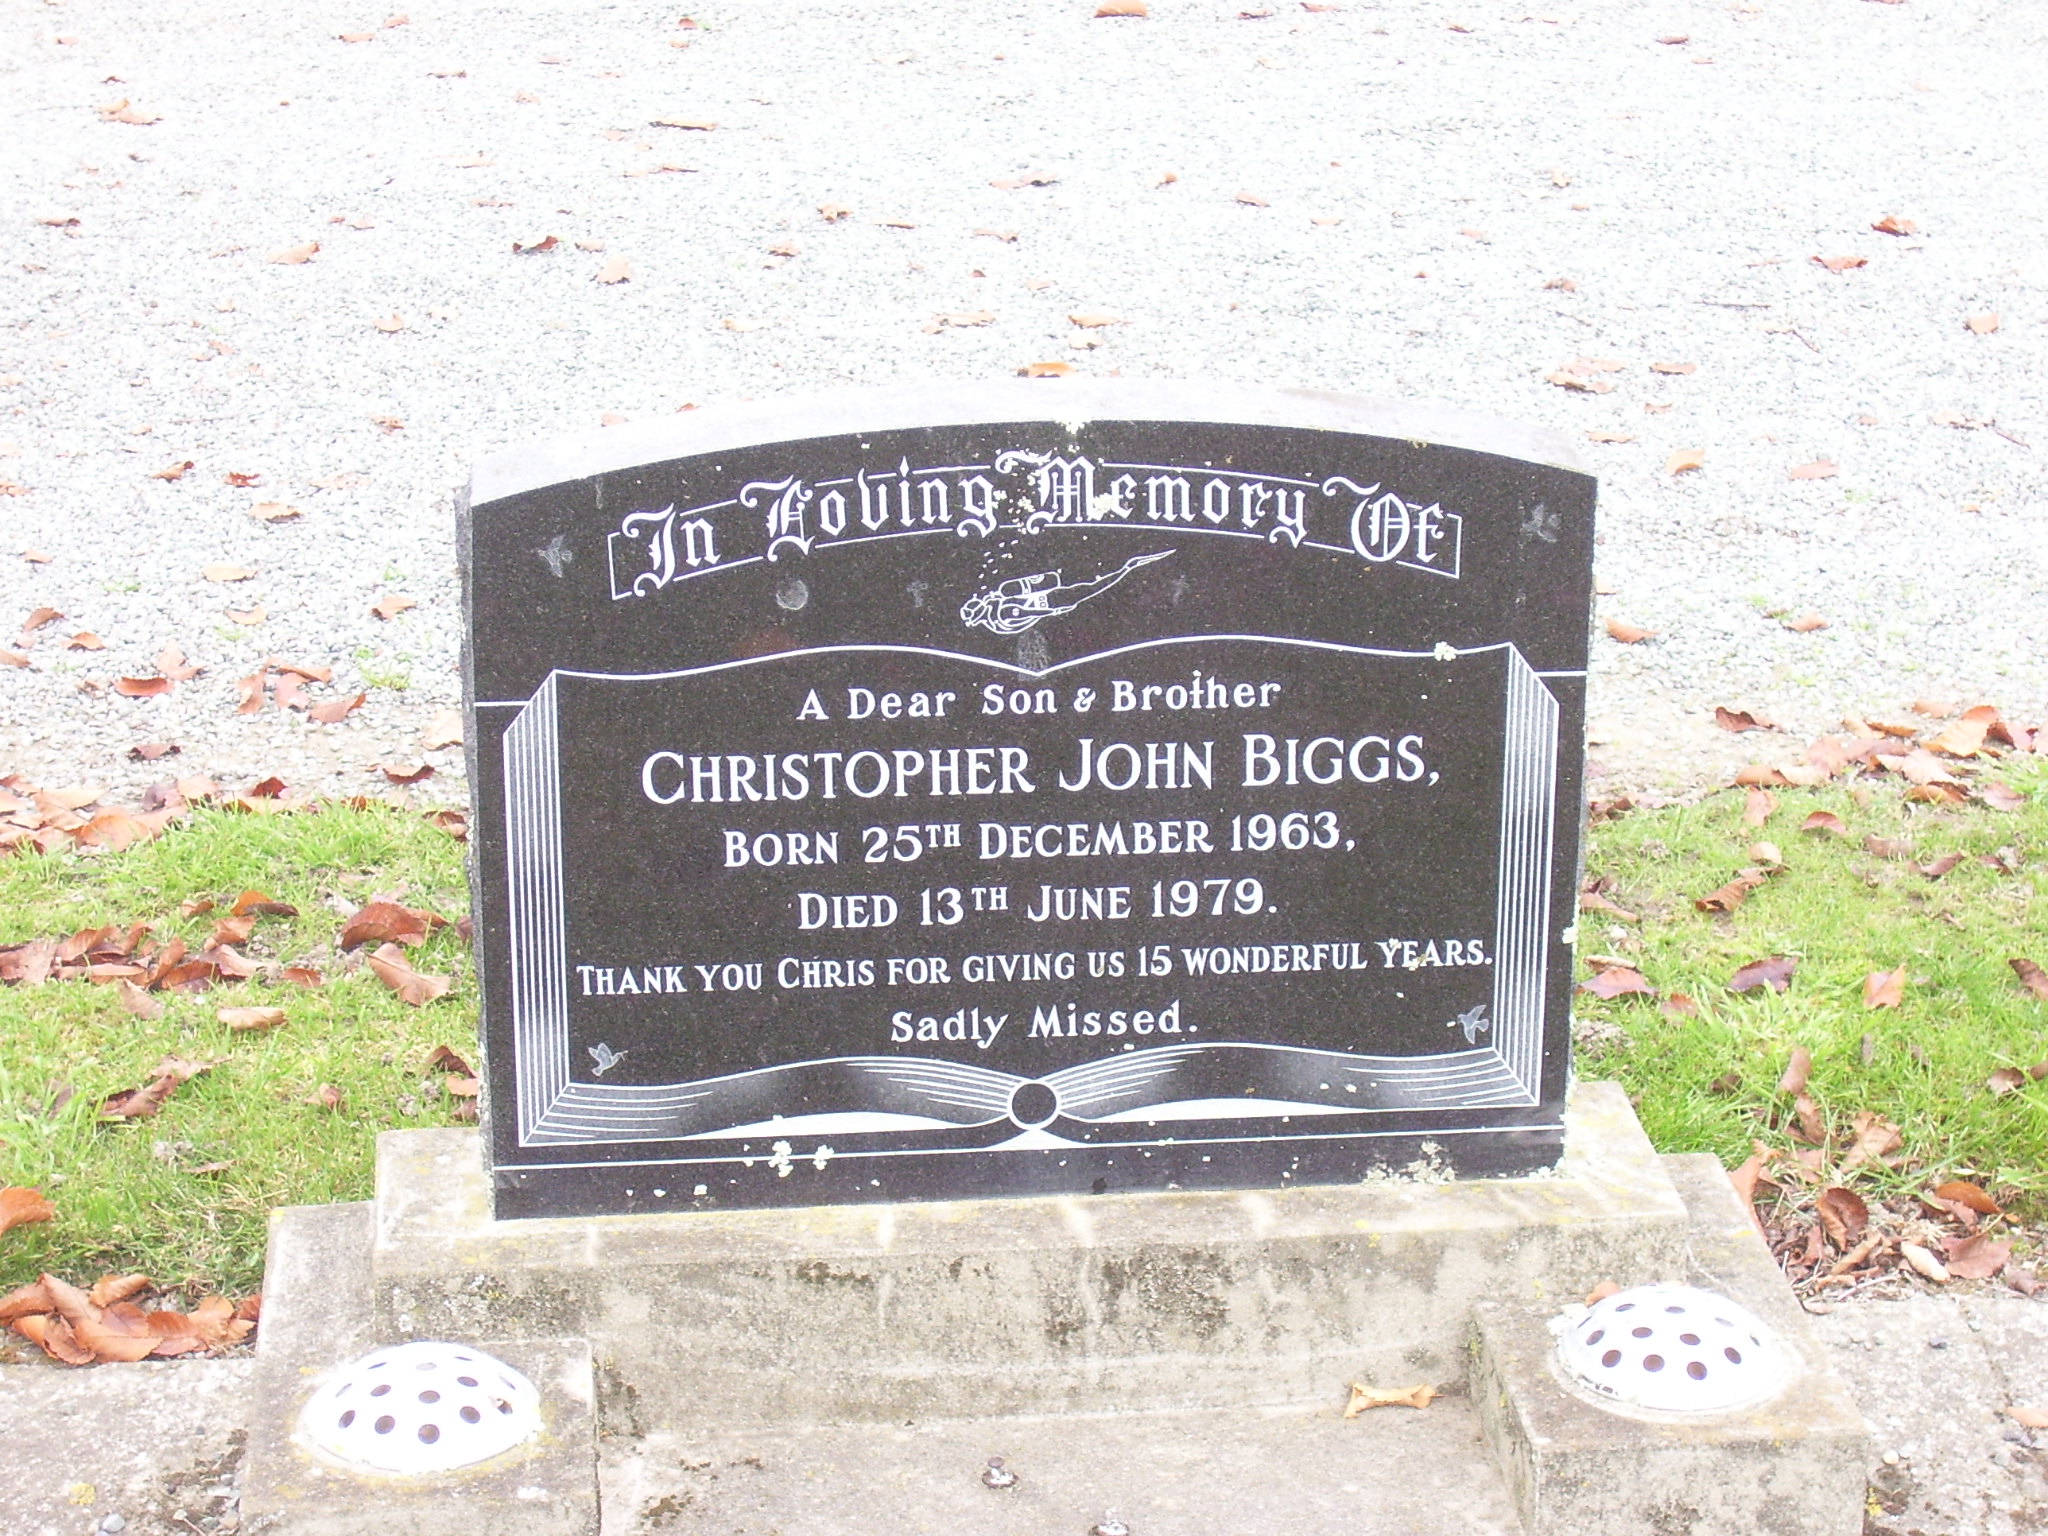 In Loving Memory Of
A Dear Son & Brother
CHRISTOPHER JOHN BIGGS,
BORN 25TH DECEMBER 1963,
DIED 13TH JUNE 1979.
THANK YOU CHRIS FOR GIVING US 15 WONDERFUL YEARS.
Sadly Missed.